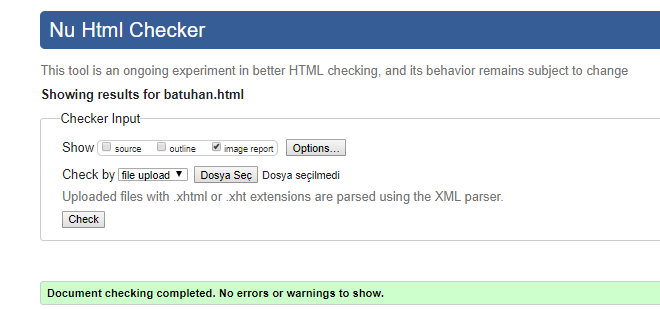 Nu Html Checker
This tool is an ongoing experiment in better HTML checking, and its behavior remains subject to change
Showing results for batuhan.html
Checker Input
Show source outline image report Options...
Check by file upload Dosya Seç Dosya seçilmedi
Uploaded files with .xhtml or .xht extensions are parsed using the XML parser.
Check
Document checking completed. No errors or warnings to show.